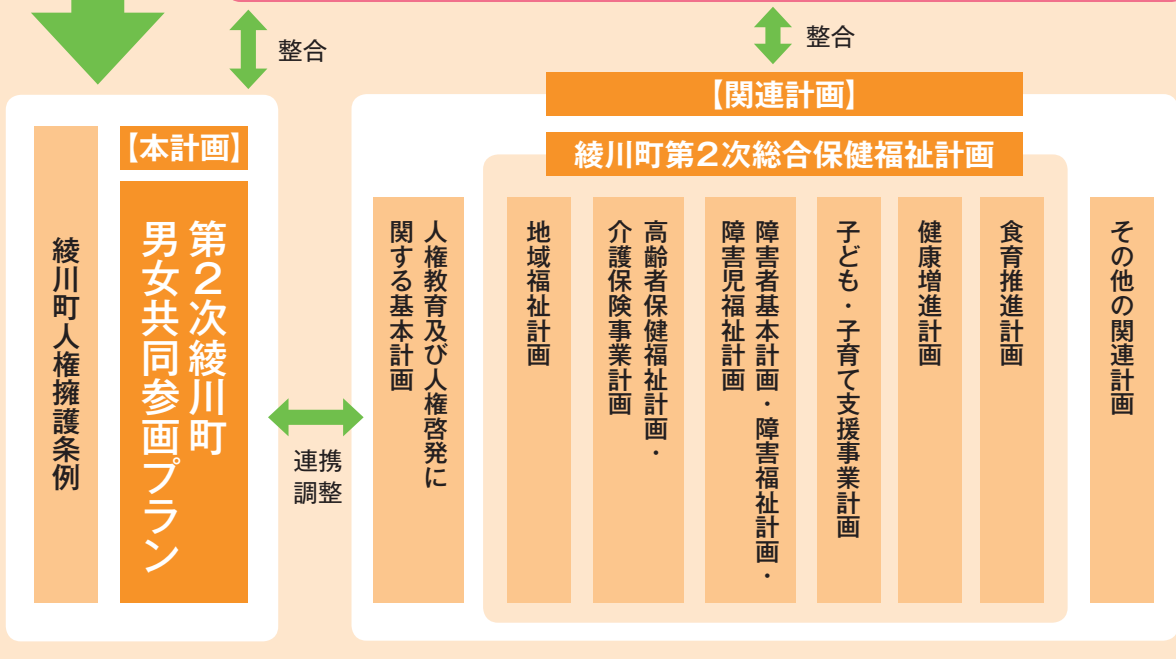 整合
整合
【本計画】
綾川町人権擁護条例
第2次綾川町
男女共同参画プラン
連携
調整
【関連計画】
綾川町第2次総合保健福祉計画
人権教育及び人権啓発に
関する基本計画
地域福祉計画
高齢者保健福祉計画・
介護保険事業計画
障害者基本計画・障害福祉計画・
障害児福祉計画
子ども・子育て支援事業計画
健康増進計画
食育推進計画
その他の関連計画